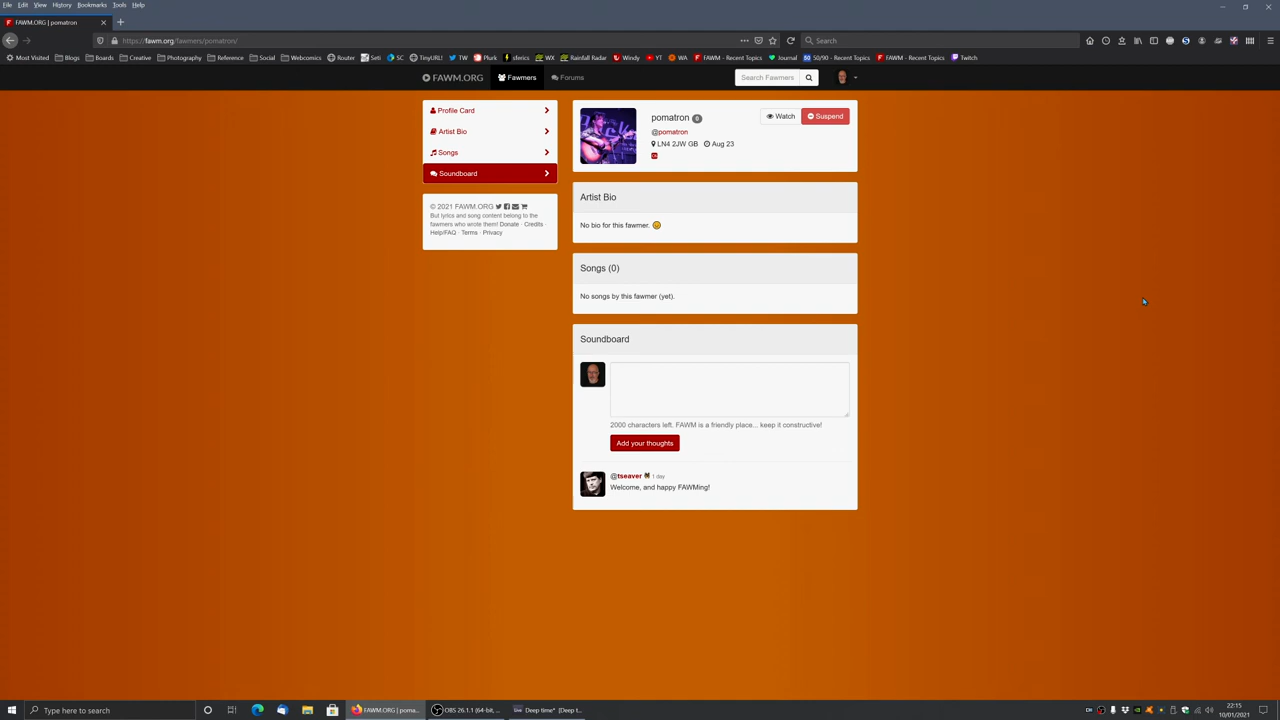 File Edit View History Bookmarks Tools Help
FAWM.ORG | pomatron
https://fawm.org/fawmers/pomatron/
Search
Most Visited Blogs Boards Creative Photography Reference Social Webcomics Router Seti SC TinyURL! TW Plurk sferics WX Rainfall Radar Windy YT WA FAWM - Recent Topics Journal 50/90 - Recent Topics FAWM - Recent Topics Twitch
FAWM.ORG Fawmers Forums Search Fawmers
Profile Card
Artist Bio
Songs
Soundboard
© 2021 FAWM.ORG
But lyrics and song content belong to the
fawmers who wrote them! Donate · Credits ·
Help/FAQ · Terms · Privacy
pomatron 0
Watch Suspend
@pomatron
LN4 2JW GB Aug 23
Artist Bio
No bio for this fawmer.
Songs (0)
No songs by this fawmer (yet).
Soundboard
2000 characters left. FAWM is a friendly place... keep it constructive!
Add your thoughts
@tseaver 1 day
Welcome, and happy FAWMing!
Type here to search
FAWM.ORG | poma...
OBS 26.1.1 (64-bit, ...
Deep time* [Deep t...
22:15
10/01/2021